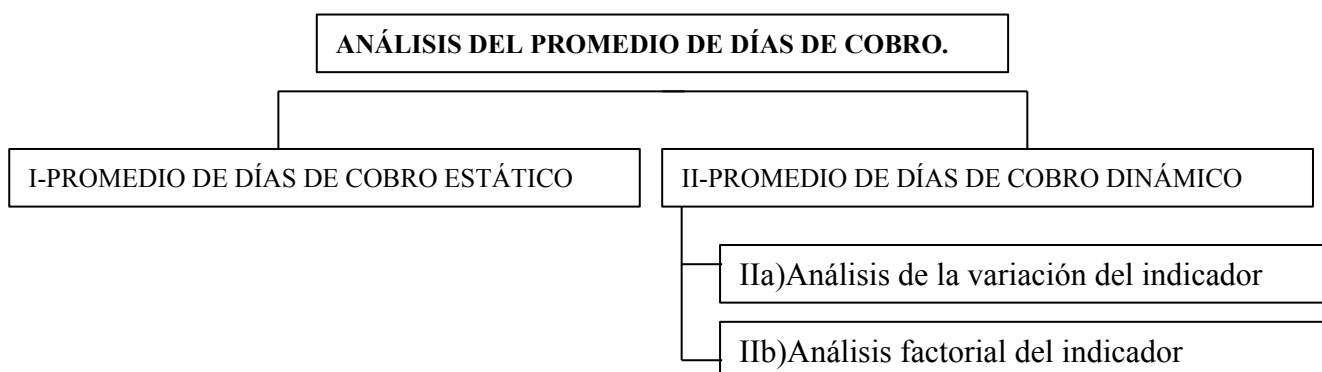 ANÁLISIS DEL PROMEDIO DE DÍAS DE COBRO.
I-PROMEDIO DE DÍAS DE COBRO ESTÁTICO
II-PROMEDIO DE DÍAS DE COBRO DINÁMICO
IIa)Análisis de la variación del indicador
IIb)Análisis factorial del indicador